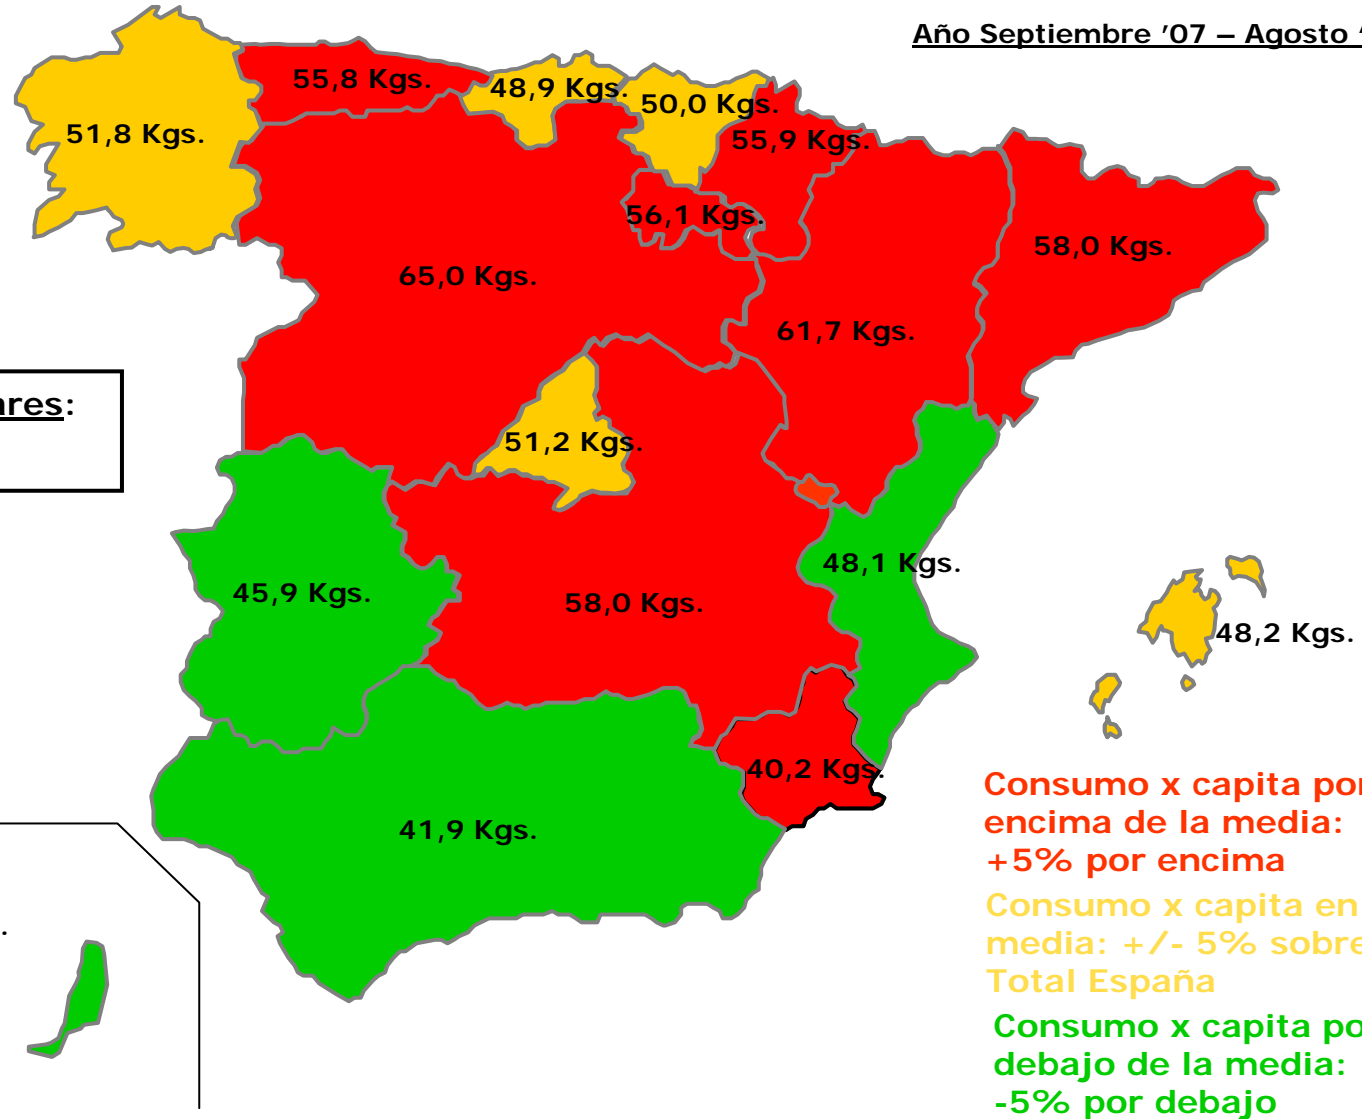 Año Septiembre ’07 – Agosto ‘
55,8 Kgs.
48,9 Kgs.
50,0 Kgs.
51,8 Kgs.
55,9 Kgs.
56,1 Kgs.
58,0 Kgs.
65,0 Kgs.
61,7 Kgs.
ares:
51,2 Kgs.
48,1 Kgs.
45,9 Kgs.
58,0 Kgs.
48,2 Kgs.
40,2 Kgs.
41,9 Kgs.
.
Consumo x capita por
encima de la media:
+5% por encima
Consumo x capita en
media: +/- 5% sobre
Total España
Consumo x capita po
debajo de la media:
-5% por debajo